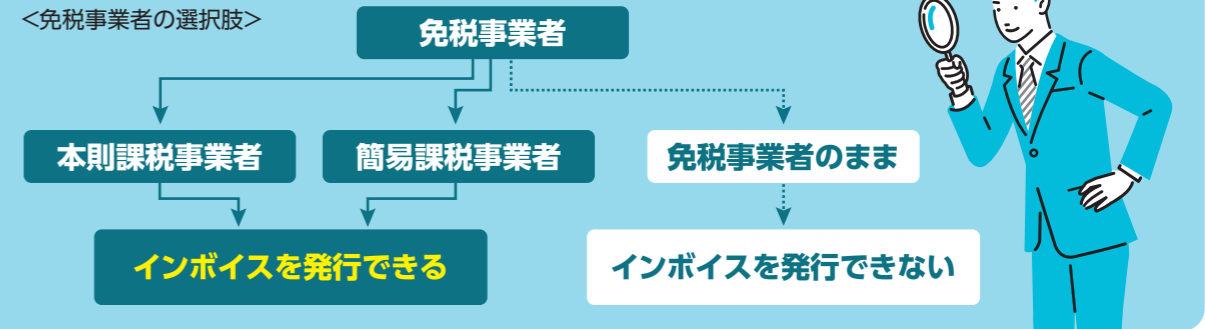 <免税事業者の選択肢>
免税事業者
本則課税事業者
簡易課税事業者
免税事業者のまま
インボイスを発行できる
インボイスを発行できない